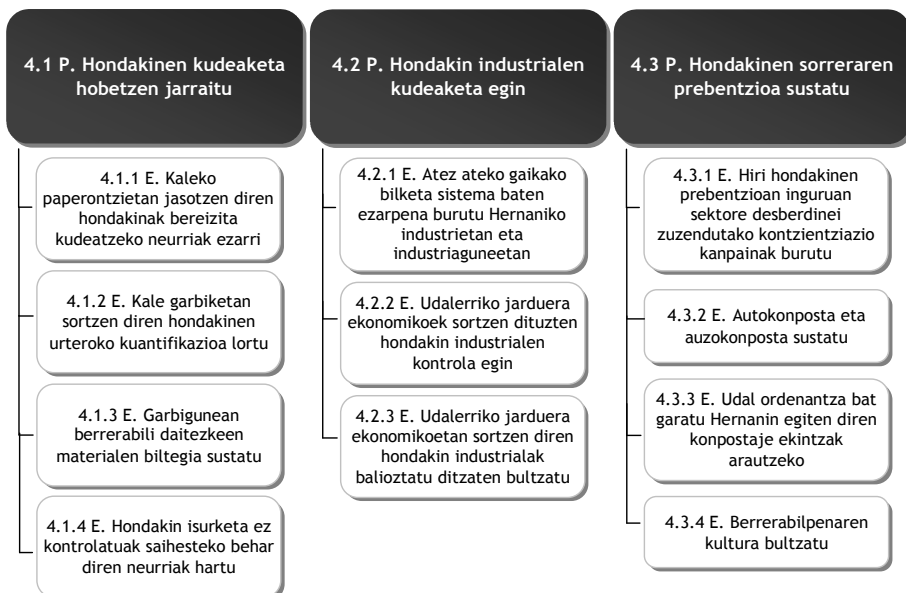 4.1 P. Hondakinen kudeaketa
hobetzen jarraitu
4.1.1 E. Kaleko
paperontzietan jasotzen diren
hondakinak bereizita
kudeatzeko neurriak ezarri
4.1.2 E. Kale garbiketan
sortzen diren hondakinen
urteroko kuantifikazioa lortu
4.1.3 E. Garbigunean
berrerabili daitezkeen
materialen biltegia sustatu
4.1.4 E. Hondakin isurketa ez
kontrolatuak saihesteko behar
diren neurriak hartu
4.2 P. Hondakin industrialen
kudeaketa egin
4.2.1 E. Atez ateko gaikako
bilketa sistema baten
ezarpena burutu Hernaniko
industrietan eta
industriaguneetan
4.2.2 E. Udalerriko jarduera
ekonomikoek sortzen dituzten
hondakin industrialen
kontrola egin
4.2.3 E. Udalerriko jarduera
ekonomikoetan sortzen diren
hondakin industrialak
balioztatu ditzaten bultzatu
4.3 P. Hondakinen sorreraren
prebentzioa sustatu
4.3.1 E. Hiri hondakinen
prebentzioan inguruan
sektore desberdinei
zuzendutako kontzientziazio
kanpainak burutu
4.3.2 E. Autokonposta eta
auzokonposta sustatu
4.3.3 E. Udal ordenantza bat
garatu Hernanin egiten diren
konpostaje ekintzak
arautzeko
4.3.4 E. Berrerabilpenaren
kultura bultzatu